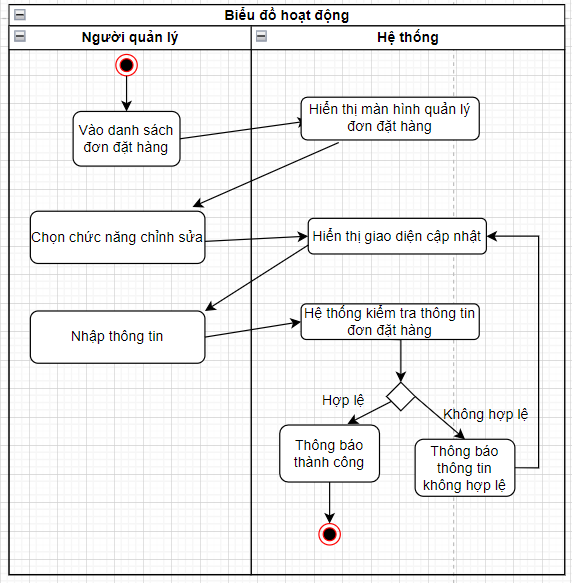 Biểu đồ hoạt động
Người quản lý
Hệ thống
Vào danh sách
đơn đặt hàng
Hiển thị màn hình quản lý
đơn đặt hàng
Chọn chức năng chỉnh sửa
Hiển thị giao diện cập nhật
Nhập thông tin
Hệ thống kiểm tra thông tin
đơn đặt hàng
Hợp lệ
Không hợp lệ
Thông báo
thành công
Thông báo
thông tin
không hợp lệ